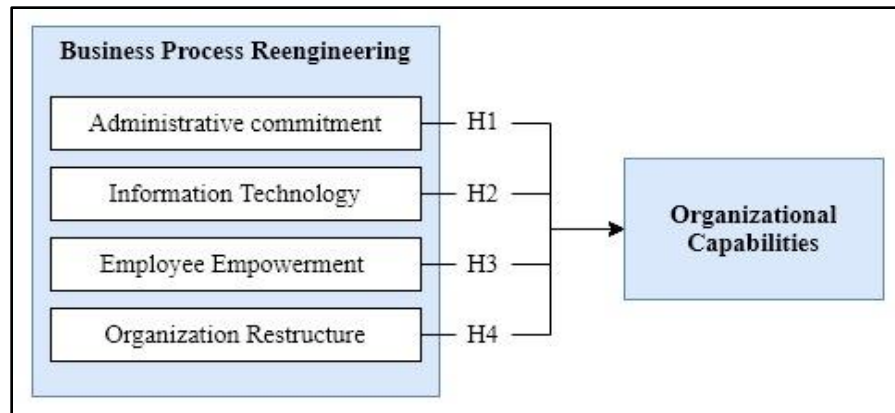 Business Process Reengineering
Administrative commitment
H1
Information Technology
H2
Employee Empowerment
H3
Organization Restructure
H4
Organizational
Capabilities